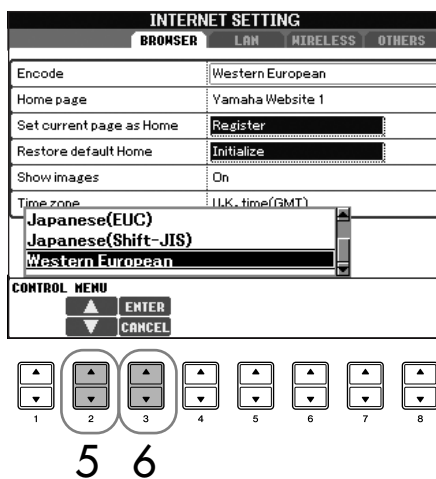 INTERNET SETTING
BROWSER LAN WIRELESS OTHERS
Encode Western European
Home page Yamaha Website 1
Set current page as Home Register
Restore default Home Initialize
Show images On
Time zone U.K. time(GMT)
Japanese(EUC)
Japanese(Shift-JIS)
Western European
CONTROL MENU
ENTER
CANCEL
1 2 3 4 5 6 7 8
5 6